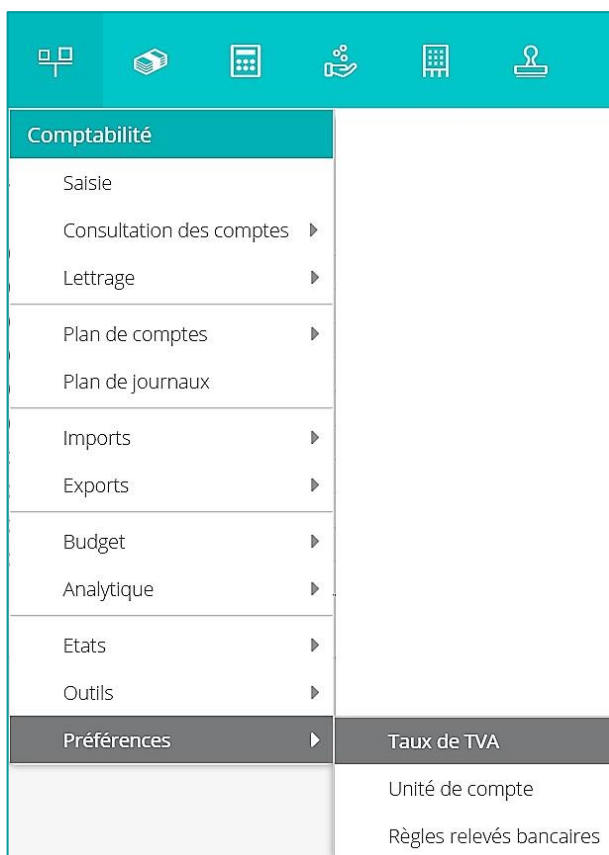 Comptabilité
Saisie
Consultation des comptes
Lettrage
Plan de comptes
Plan de journaux
Imports
Exports
Budget
Analytique
Etats
Outils
Préférences
Taux de TVA
Unité de compte
Règles relevés bancaires